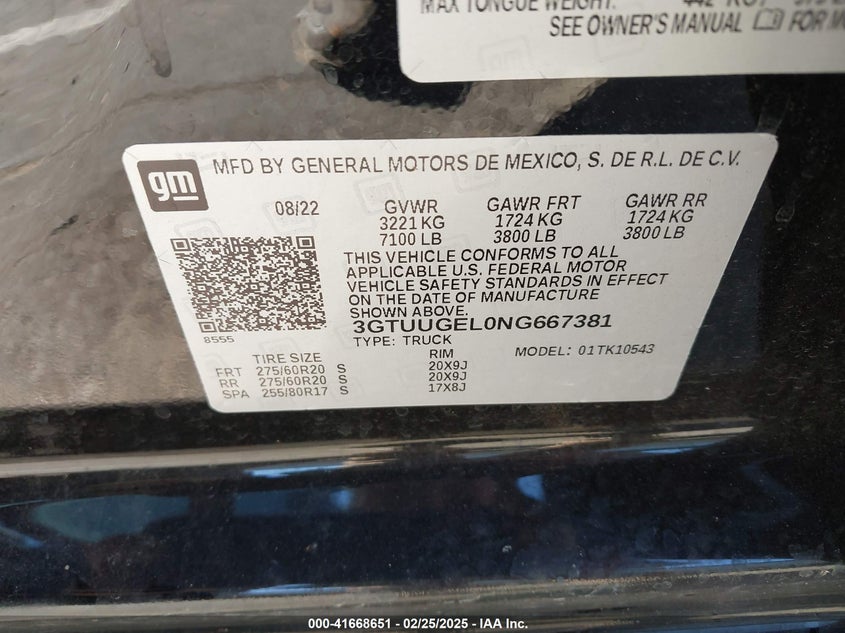 MAX TONGUE WEIGHT: 442 KG
SEE OWNER'S MANUAL FOR
gm
MFD BY GENERAL MOTORS DE MEXICO, S. DE R.L. DE C.V.
08/22 GVWR GAWR FRT GAWR RR
3221 KG 1724 KG 1724 KG
7100 LB 3800 LB 3800 LB
THIS VEHICLE CONFORMS TO ALL
APPLICABLE U.S. FEDERAL MOTOR
VEHICLE SAFETY STANDARDS IN EFFECT
ON THE DATE OF MANUFACTURE
SHOWN ABOVE.
3GTUUGEL0NG667381
8555
TYPE: TRUCK MODEL: 01TK10543
TIRE SIZE RIM
FRT 275/60R20 S 20X9J
RR 275/60R20 S 20X9J
SPA 255/80R17 S 17X8J
000-41668651 / 02/25/2025 - IAA Inc.